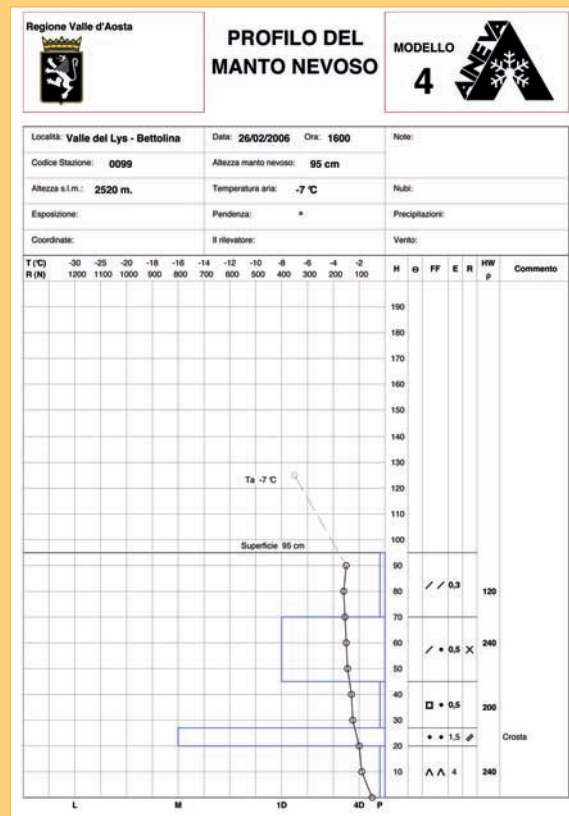 Regione Valle d'Aosta
PROFILO DEL
MANTO NEVOSO
MODELLO
4
AINEVA
Località: Valle del Lys - Bettolina
Data: 26/02/2006 Ora: 1600
Note:
Codice Stazione: 0099
Altezza manto nevoso: 95 cm
Altezza s.l.m.: 2520 m.
Temperatura aria: -7 °C
Nubi:
Esposizione:
Pendenza: °
Precipitazioni:
Coordinate:
Il rilevatore:
Vento:
T (°C) -30 -25 -20 -18 -16 -14 -12 -10 -8 -6 -4 -2
R (N) 1200 1100 1000 900 800 700 600 500 400 300 200 100
H Θ FF E R HW ρ Commento
190
180
170
160
150
140
130
Ta -7 °C
120
110
100
Superficie 95 cm
90
/ / 0,3
80
120
70
60
240
/ • 0,5 X
50
40
□ • 0,5
200
30
• • 1,5
Crosta
20
10
Λ Λ 4
240
L M 1D 4D P